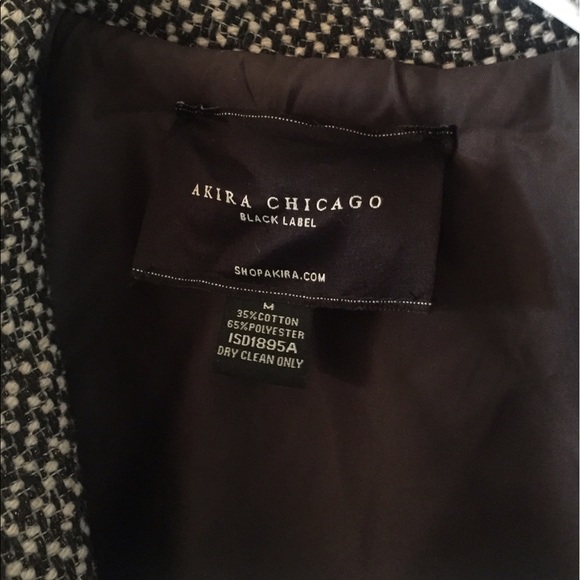 AKIRA CHICAGO
BLACK LABEL
SHOPAKIRA.COM
M
35%COTTON
65%POLYESTER
ISD1895A
DRY CLEAN ONLY